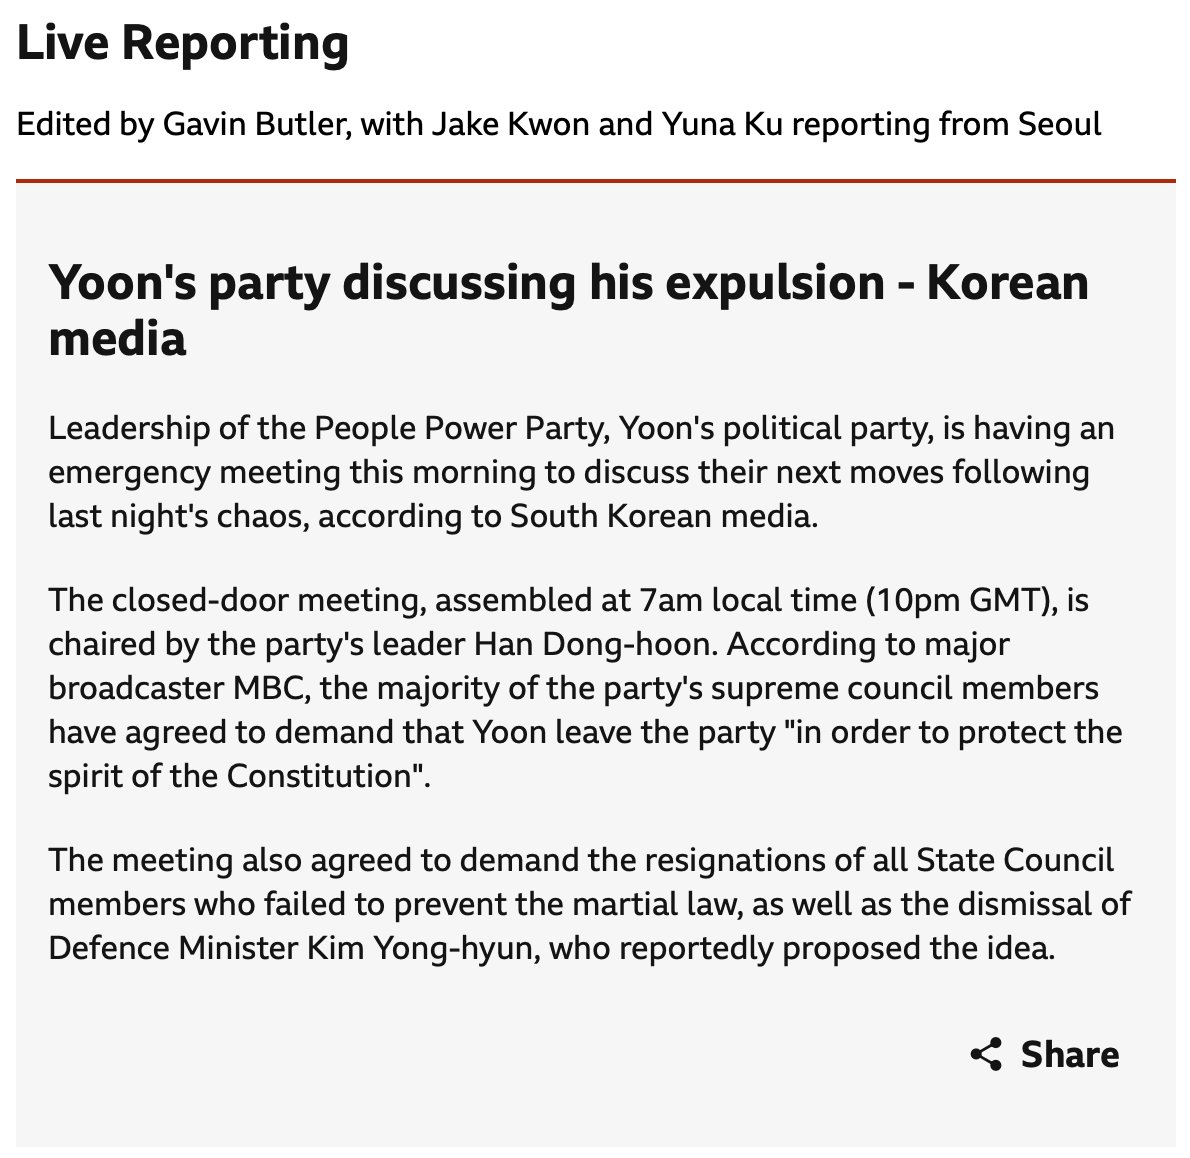 Live Reporting
Edited by Gavin Butler, with Jake Kwon and Yuna Ku reporting from Seoul
Yoon's party discussing his expulsion - Korean
media
Leadership of the People Power Party, Yoon's political party, is having an
emergency meeting this morning to discuss their next moves following
last night's chaos, according to South Korean media.
The closed-door meeting, assembled at 7am local time (10pm GMT), is
chaired by the party's leader Han Dong-hoon. According to major
broadcaster MBC, the majority of the party's supreme council members
have agreed to demand that Yoon leave the party "in order to protect the
spirit of the Constitution".
The meeting also agreed to demand the resignations of all State Council
members who failed to prevent the martial law, as well as the dismissal of
Defence Minister Kim Yong-hyun, who reportedly proposed the idea.
Share